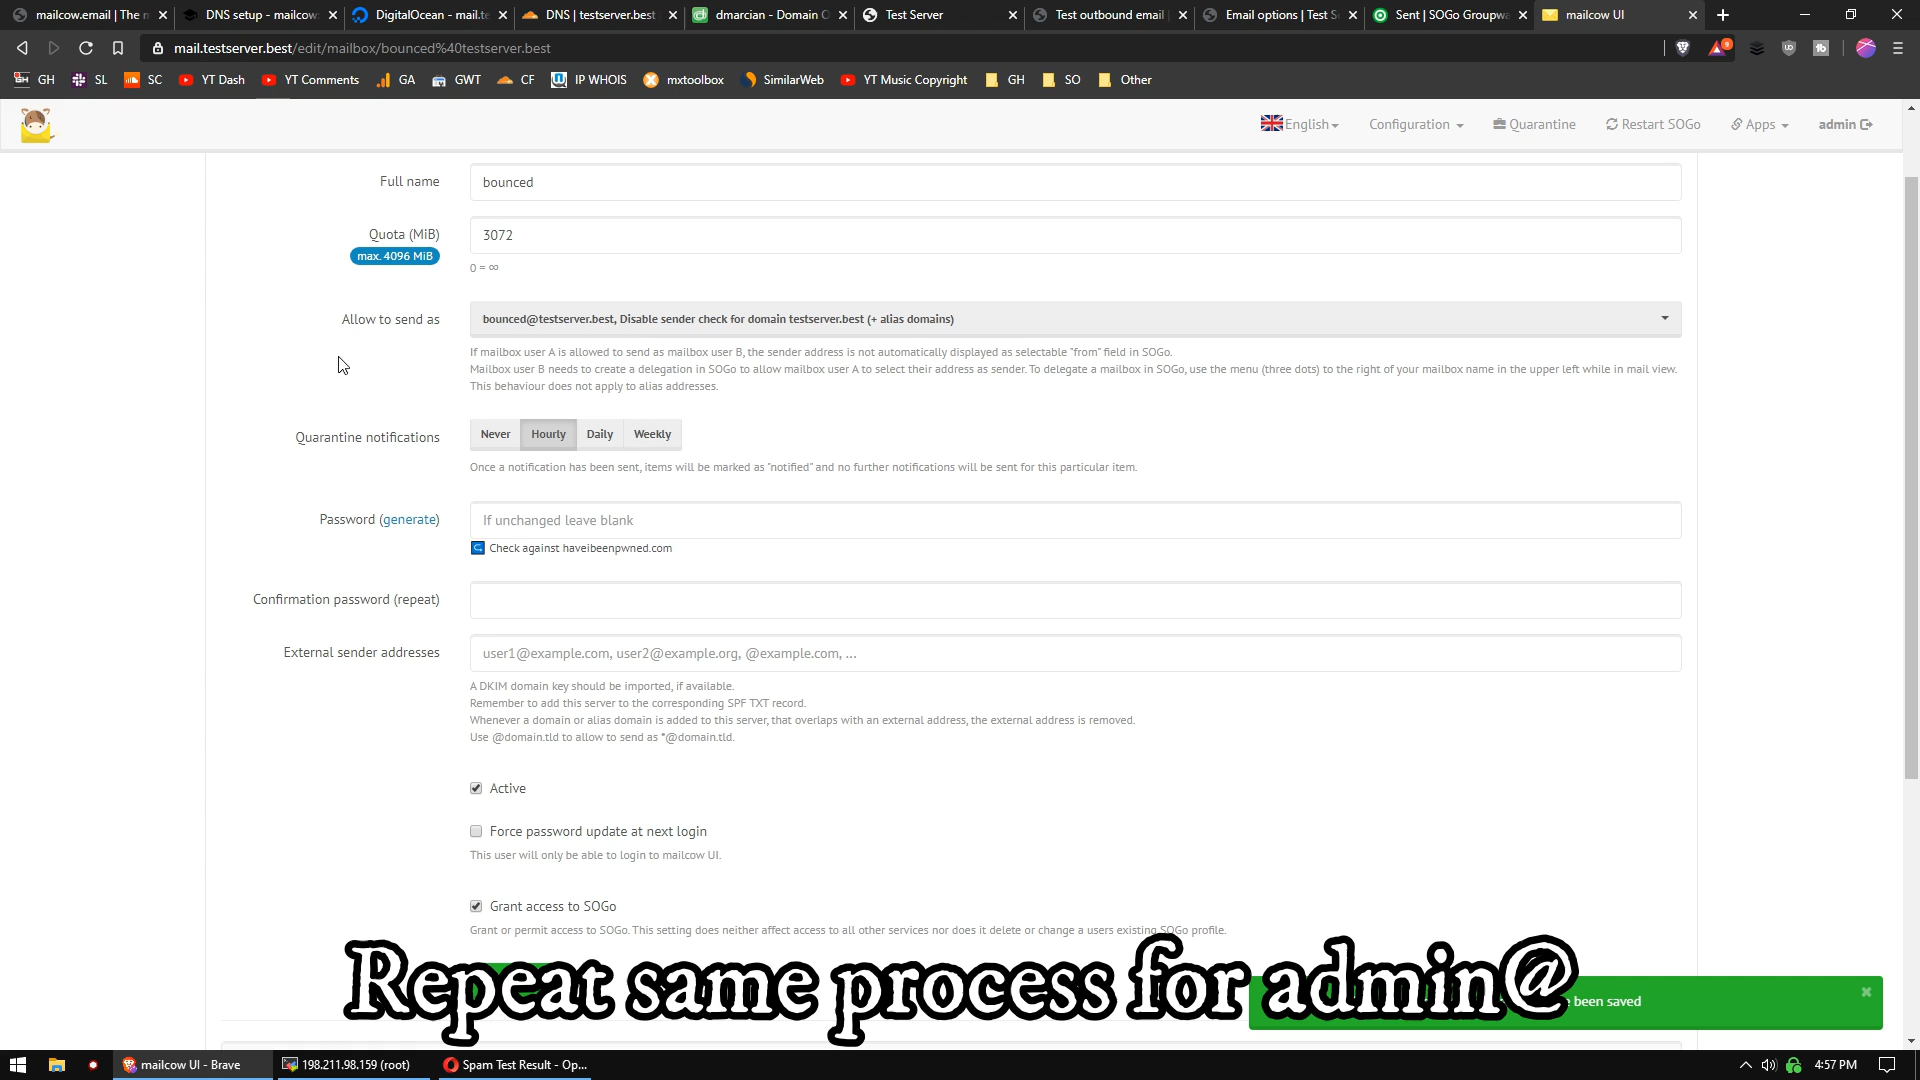 mailcow.email | The m
DNS setup - mailcow:
DigitalOcean - mail.te
DNS | testserver.best
dmarcian - Domain O
Test Server
Test outbound email
Email options | Test S
Sent | SOGo Groupwa
mailcow UI
mail.testserver.best/edit/mailbox/bounced%40testserver.best
9
GH
SL
SC
YT Dash
YT Comments
GA
GWT
CF
IP WHOIS
mxtoolbox
SimilarWeb
YT Music Copyright
GH
SO
Other
English
Configuration
Quarantine
Restart SOGo
Apps
admin
Full name
bounced
Quota (MiB)
max. 4096 MiB
3072
0 = ∞
Allow to send as
bounced@testserver.best, Disable sender check for domain testserver.best (+ alias domains)
If mailbox user A is allowed to send as mailbox user B, the sender address is not automatically displayed as selectable "from" field in SOGo.
Mailbox user B needs to create a delegation in SOGo to allow mailbox user A to select their address as sender. To delegate a mailbox in SOGo, use the menu (three dots) to the right of your mailbox name in the upper left while in mail view.
This behaviour does not apply to alias addresses.
Quarantine notifications
Never
Hourly
Daily
Weekly
Once a notification has been sent, items will be marked as "notified" and no further notifications will be sent for this particular item.
Password (generate)
If unchanged leave blank
Check against haveibeenpwned.com
Confirmation password (repeat)
External sender addresses
user1@example.com, user2@example.org, @example.com, ...
A DKIM domain key should be imported, if available.
Remember to add this server to the corresponding SPF TXT record.
Whenever a domain or alias domain is added to this server, that overlaps with an external address, the external address is removed.
Use @domain.tld to allow to send as *@domain.tld.
Active
Force password update at next login
This user will only be able to login to mailcow UI.
Grant access to SOGo
Grant or permit access to SOGo. This setting does neither affect access to all other services nor does it delete or change a users existing SOGo profile.
Repeat same process for admin@
been saved
mailcow UI - Brave
198.211.98.159 (root)
Spam Test Result - Op...
4:57 PM